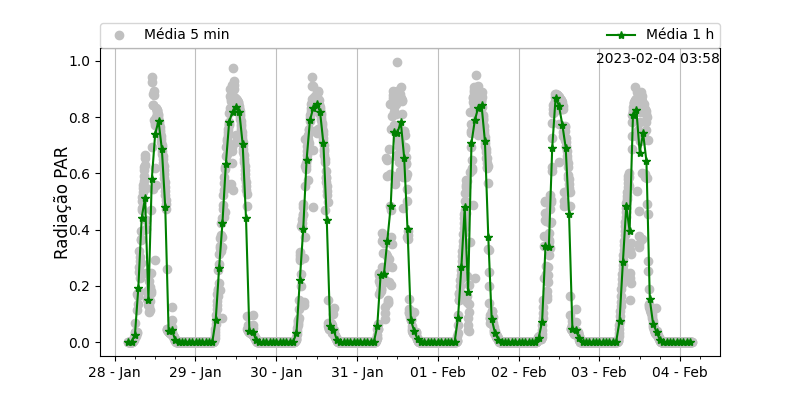 Média 5 min
Média 1 h
2023-02-04 03:58
Radiação PAR
1.0
0.8
0.6
0.4
0.2
0.0
28 - Jan
29 - Jan
30 - Jan
31 - Jan
01 - Feb
02 - Feb
03 - Feb
04 - Feb